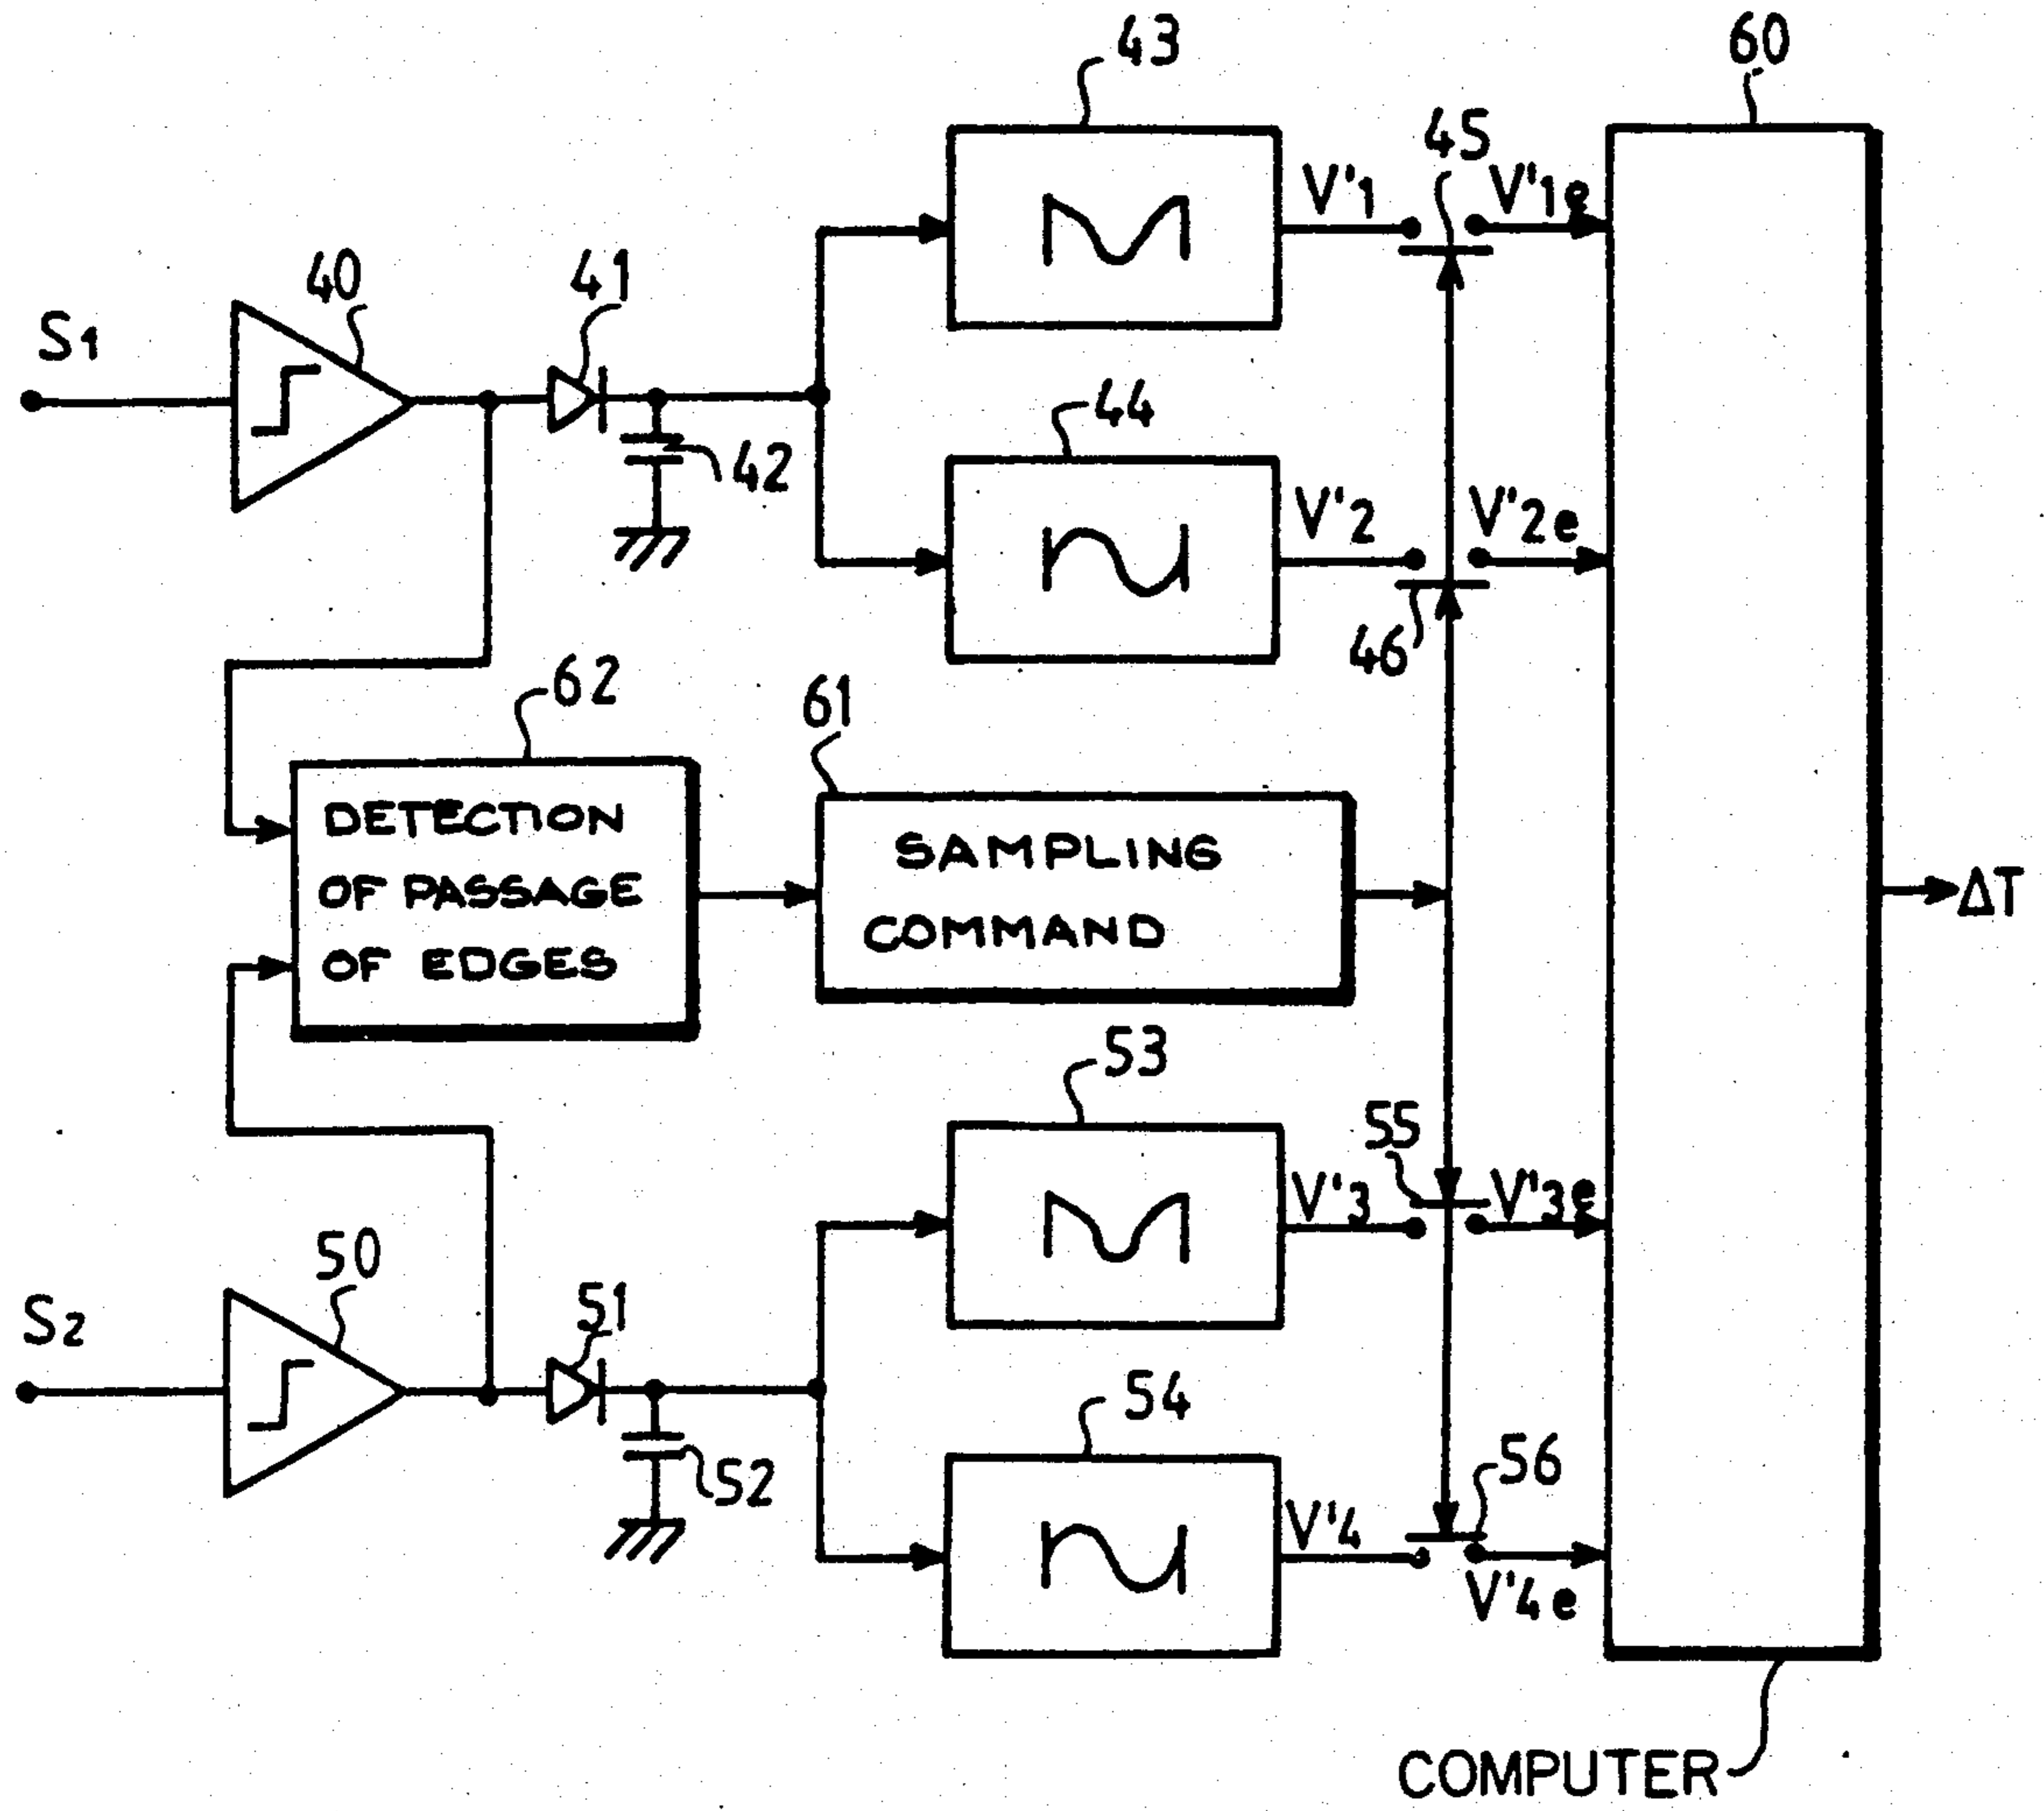 43
60
45
V'1
V'1e
40
41
S1
44
42
V'2
V'2e
46
62
61
DETECTION
OF PASSAGE
OF EDGES
SAMPLING
COMMAND
ΔT
53
55
V'3
V'3e
50
51
S2
54
56
52
V'4
V'4e
COMPUTER